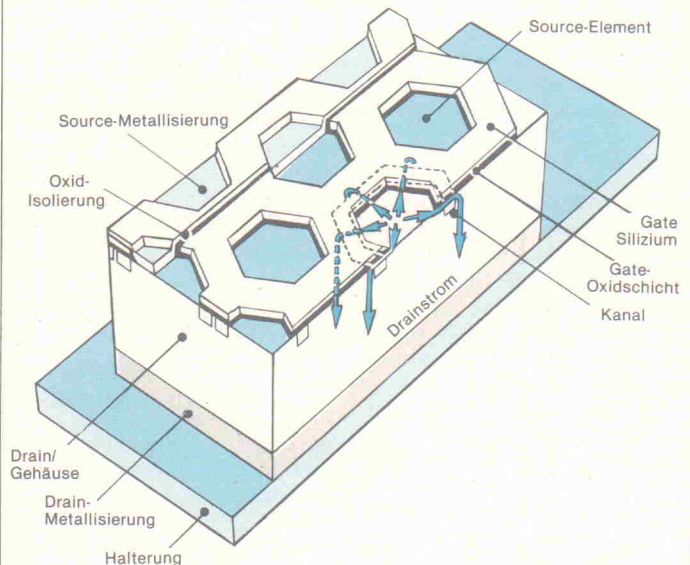 Source-Element
Source-Metallisierung
Oxid-
Isolierung
Gate
Silizium
Gate-
Oxidschicht
Kanal
Drainstrom
Drain/
Gehäuse
Drain-
Metallisierung
Halterung